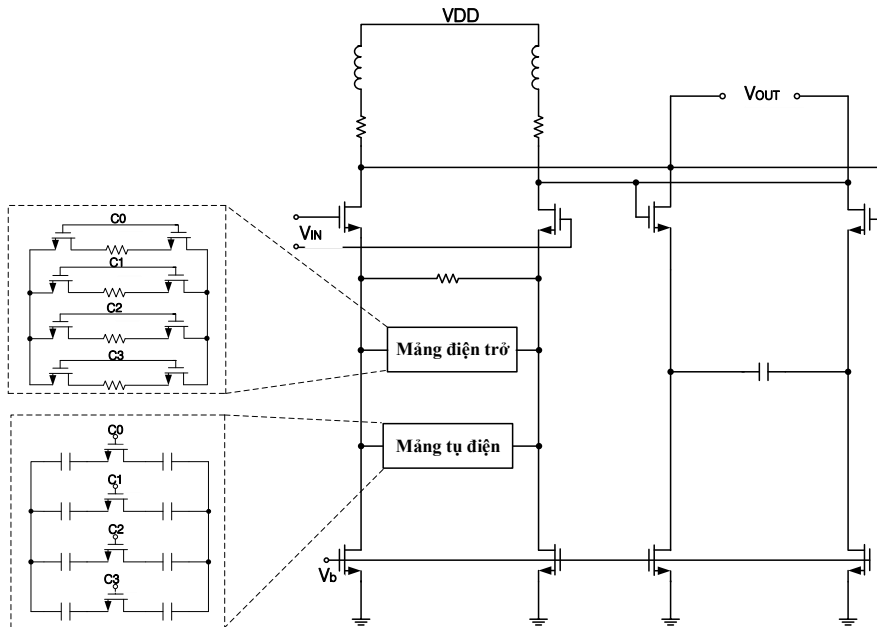 VDD
VOUT
VIN
C0
C1
C2
C3
Mảng điện trở
C0
C1
C2
C3
Mảng tụ điện
Vb